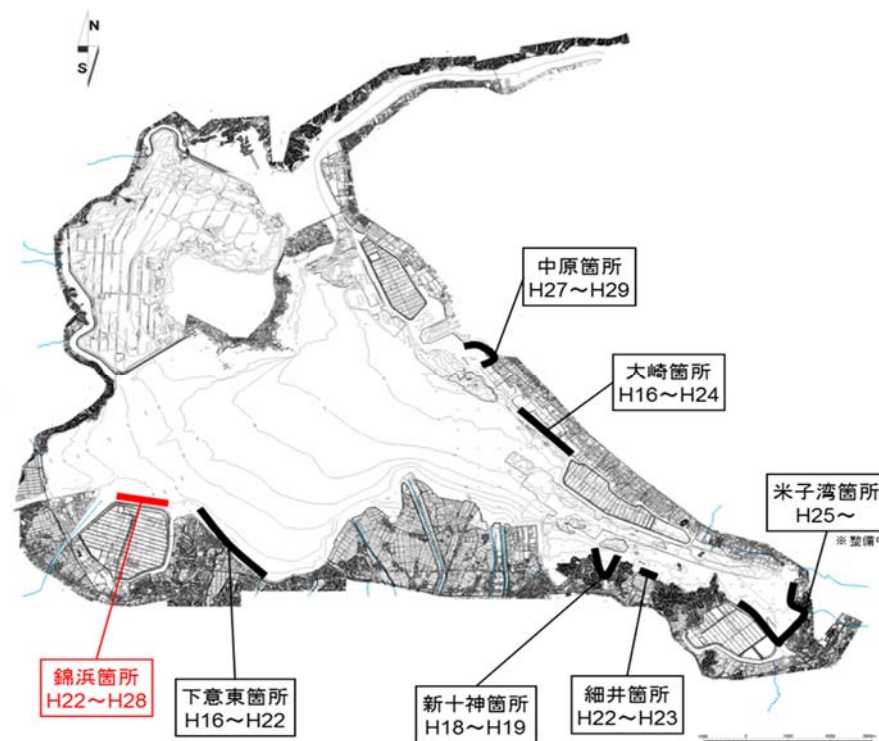 N
S
中原箇所
H27～H29
大崎箇所
H16～H24
米子湾箇所
H25～
※整備
錦浜箇所
H22～H28
下意東箇所
H16～H22
新十神箇所
H18～H19
細井箇所
H22～H23